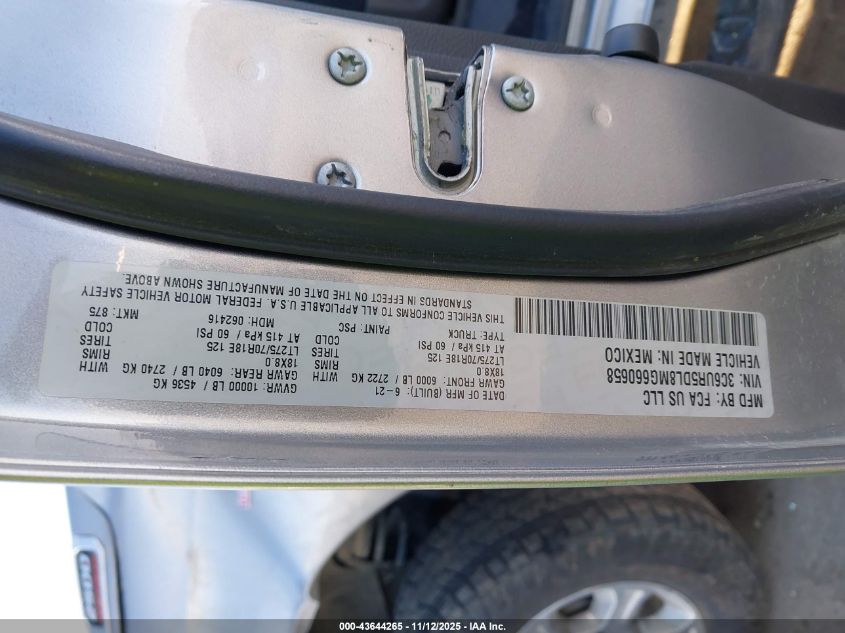 MFD BY: FCA US LLC
VIN: 3C6UR5DL8MG660658
VEHICLE MADE IN MEXICO
DATE OF MFR (BUILT): 6-21
GAWR FRONT: 6000 LB / 2722 KG
18X8.0
LT275/70R18E 125
AT 415 kPa / 60 PSI
TYPE: TRUCK
GVWR: 10000 LB / 4536 KG
GAWR REAR: 6040 LB / 2740 KG
18X8.0 RIMS
LT275/70R18E 125 TIRES
AT 415 kPa / 60 PSI COLD
MDH: 062416
RIMS
TIRES
COLD
PAINT: PSC
MKT: 875
THIS VEHICLE CONFORMS TO ALL APPLICABLE U.S.A. FEDERAL MOTOR VEHICLE SAFETY
STANDARDS IN EFFECT ON THE DATE OF MANUFACTURE SHOWN ABOVE.
000-43644265 - 11/12/2025 - IAA Inc.